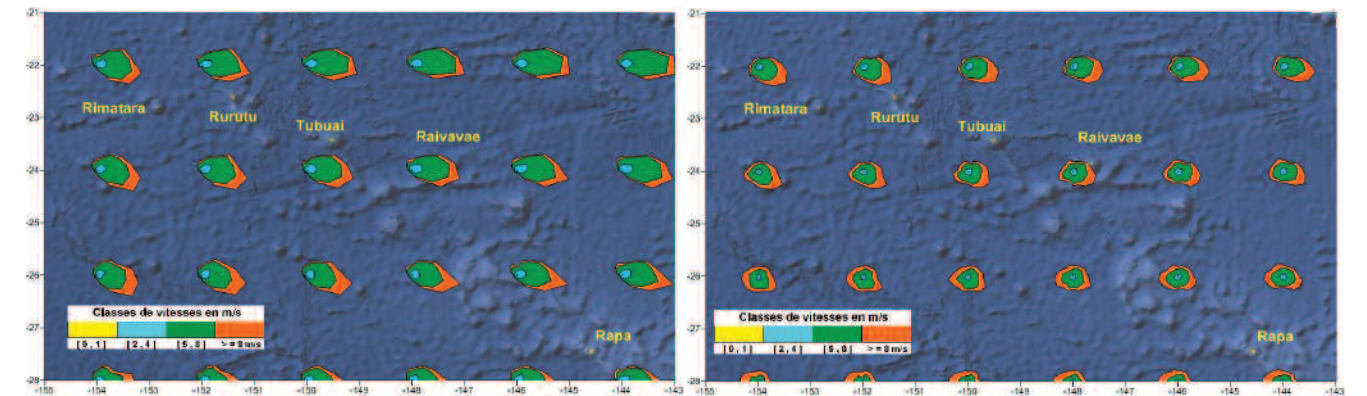 -21
-22
-23
-24
-25
-26
-27
-28
Rimatara
Rurutu
Tubuai
Raivavae
Rapa
Classes de vitesses en m/s
[ 0 , 1 ] [ 2 , 4 ] [ 5 , 8 ] > = 8 m/s
-155 -154 -153 -152 -151 -150 -149 -148 -147 -146 -145 -144 -143
-21
-22
-23
-24
-25
-26
-27
-28
Rimatara
Rurutu
Tubuai
Raivavae
Rapa
Classes de vitesses en m/s
[ 0 , 1 ] [ 2 , 4 ] [ 5 , 8 ] > = 8 m/s
-155 -154 -153 -152 -151 -150 -149 -148 -147 -146 -145 -144 -143